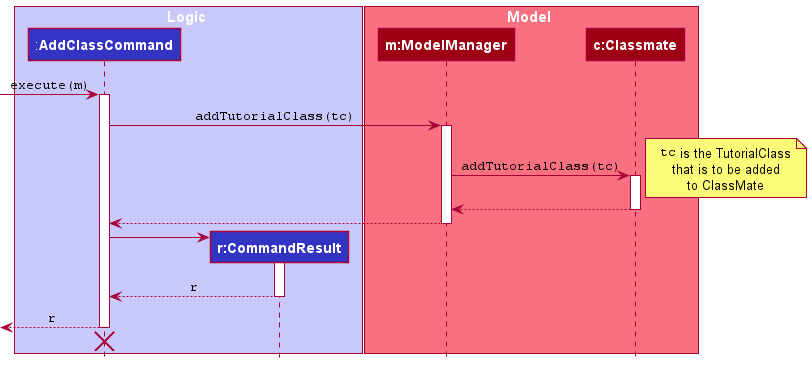 Logic
Model
:AddClassCommand
m:ModelManager
c:Classmate
execute(m)
addTutorialClass(tc)
addTutorialClass(tc)
tc is the TutorialClass
that is to be added
to ClassMate
r:CommandResult
r
r